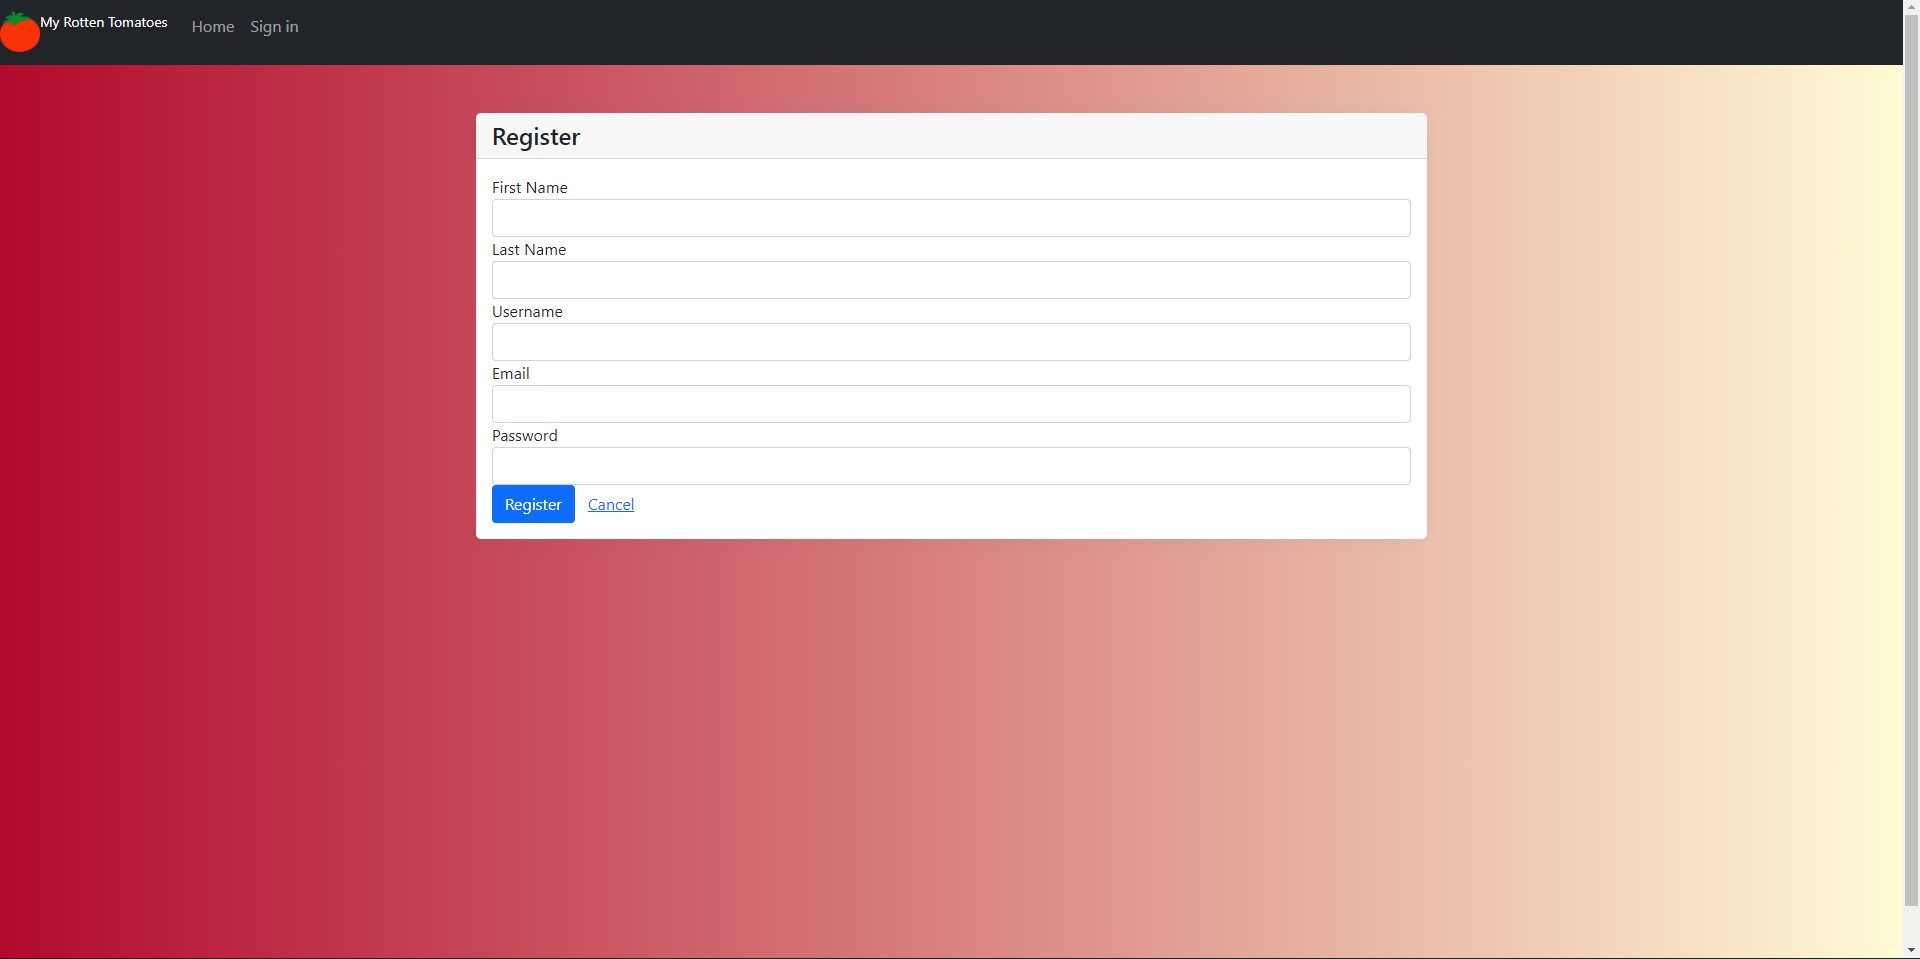 My Rotten Tomatoes Home Sign in
Register
First Name
Last Name
Username
Email
Password
Register Cancel